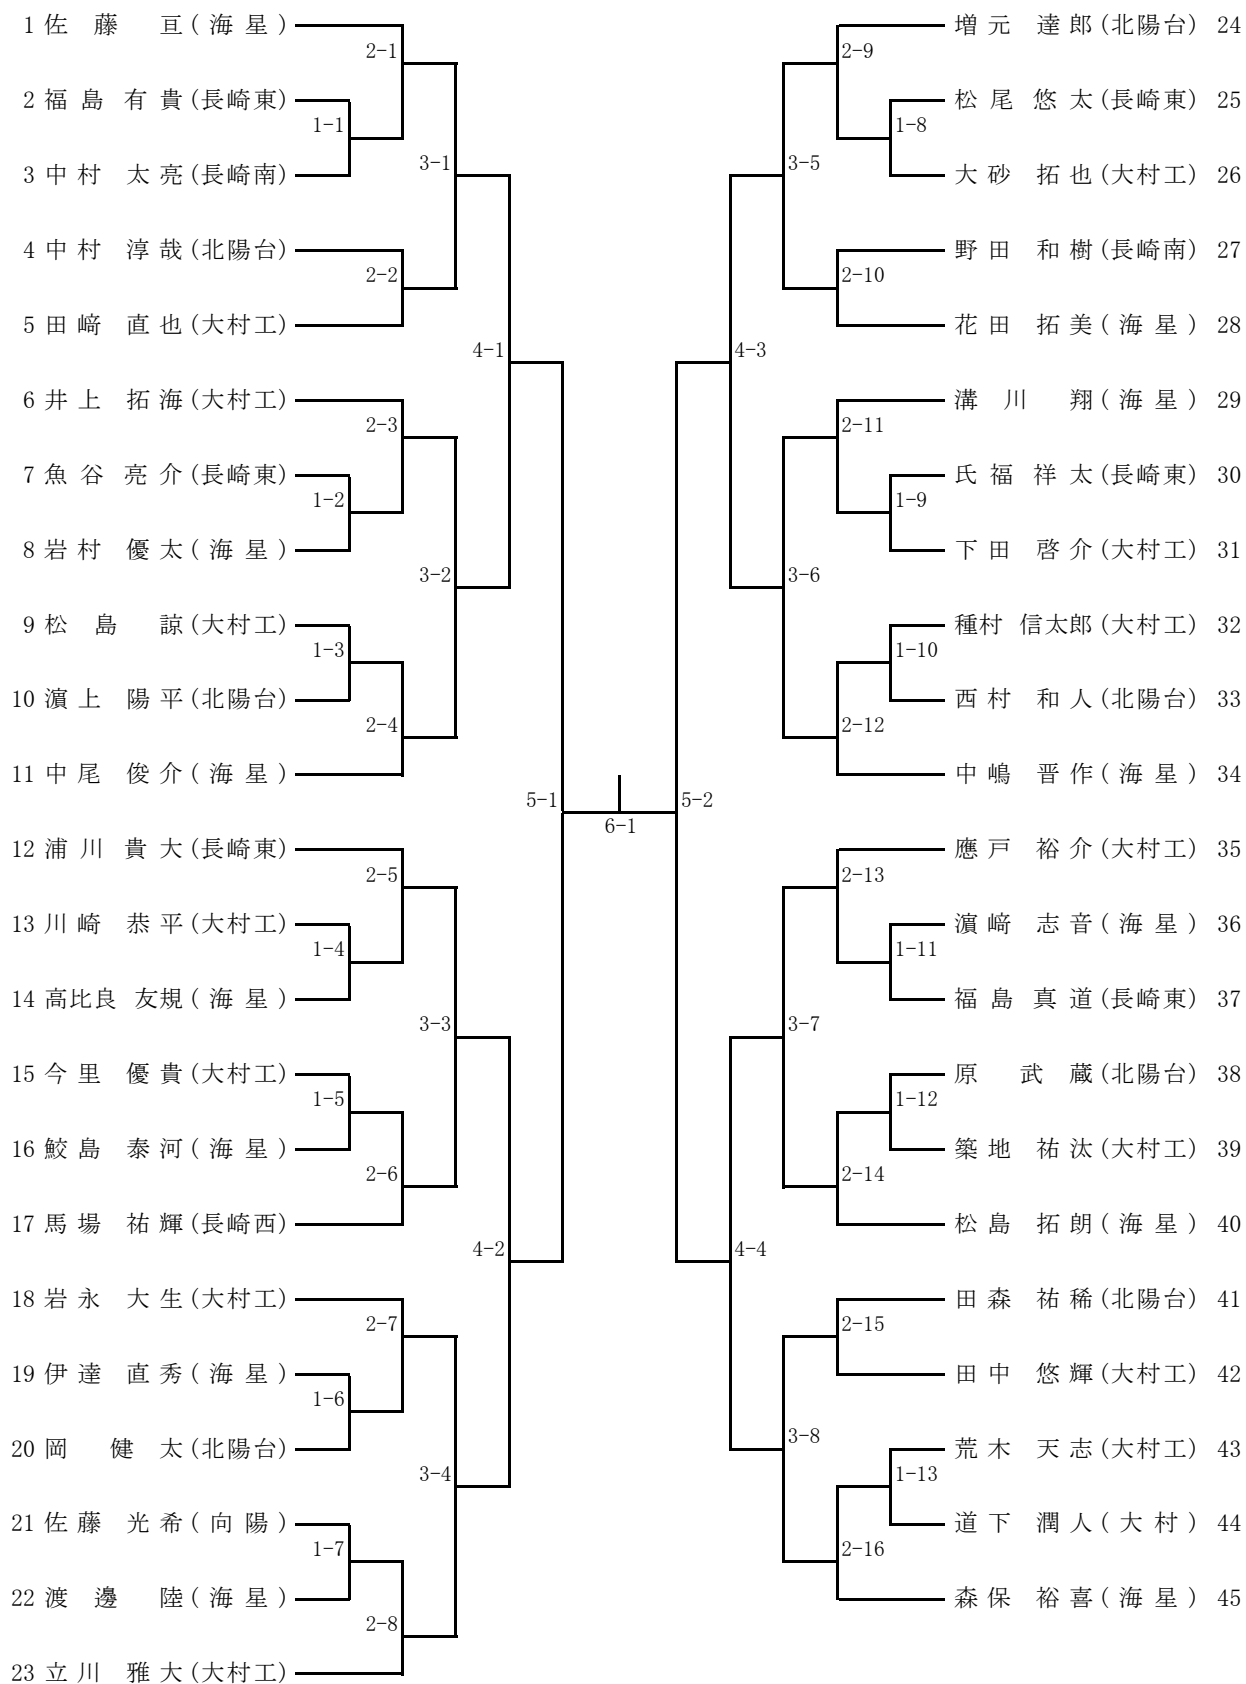 1 佐藤 亘(海星)
2-1
2 福島有貴(長崎東)
1-1
3 中村 太亮(長崎南)
3-1
4 中村 淳哉(北陽台)
2-2
5 田﨑 直也(大村工)
4-1
6 井上 拓海(大村工)
2-3
7 魚谷亮介(長崎東)
1-2
8 岩村 優太(海星)
3-2
9 松島 諒(大村工)
1-3
10 濵上 陽平(北陽台)
2-4
11 中尾 俊介(海星)
5-1
12 浦川貴大(長崎東)
2-5
13 川崎 恭平(大村工)
1-4
14 高比良 友規(海星)
3-3
15 今里 優貴(大村工)
1-5
16 鮫島 泰河(海星)
2-6
17 馬場 祐輝(長崎西)
4-2
18 岩永 大生(大村工)
2-7
19 伊達 直秀(海星)
1-6
20 岡 健太(北陽台)
3-4
21 佐藤 光希(向陽)
1-7
22 渡邊 陸(海星)
2-8
23 立川 雅大(大村工)
6-1
増元 達郎(北陽台) 24
2-9
松尾悠太(長崎東) 25
1-8
3-5
大砂 拓也(大村工) 26
野田 和樹(長崎南) 27
2-10
花田 拓美(海星) 28
4-3
溝川 翔(海星) 29
2-11
氏福祥太(長崎東) 30
1-9
下田 啓介(大村工) 31
3-6
種村 信太郎(大村工) 32
1-10
西村 和人(北陽台) 33
2-12
中嶋 晋作(海星) 34
5-2
應戸 裕介(大村工) 35
2-13
濵﨑 志音(海星) 36
1-11
福島真道(長崎東) 37
3-7
原 武蔵(北陽台) 38
1-12
築地 祐汰(大村工) 39
2-14
松島 拓朗(海星) 40
4-4
田森 祐稀(北陽台) 41
2-15
田中 悠輝(大村工) 42
3-8
荒木 天志(大村工) 43
1-13
道下 潤人(大村) 44
2-16
森保 裕喜(海星) 45